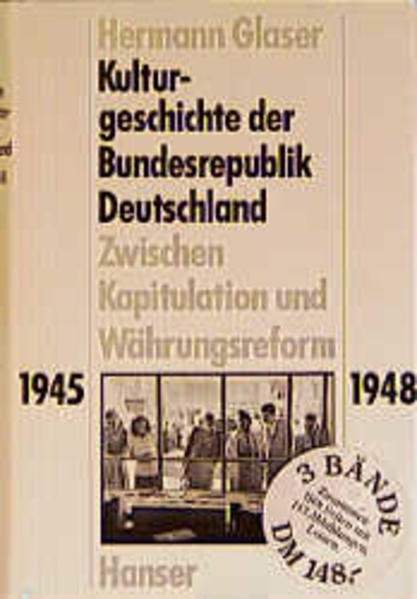 Hermann Glaser
Kultur-
geschichte der
Bundesrepublik
Deutschland
Zwischen
Kapitulation und
Währungsreform
1945
1948
3 BÄNDE
DM 148,-
Hanser